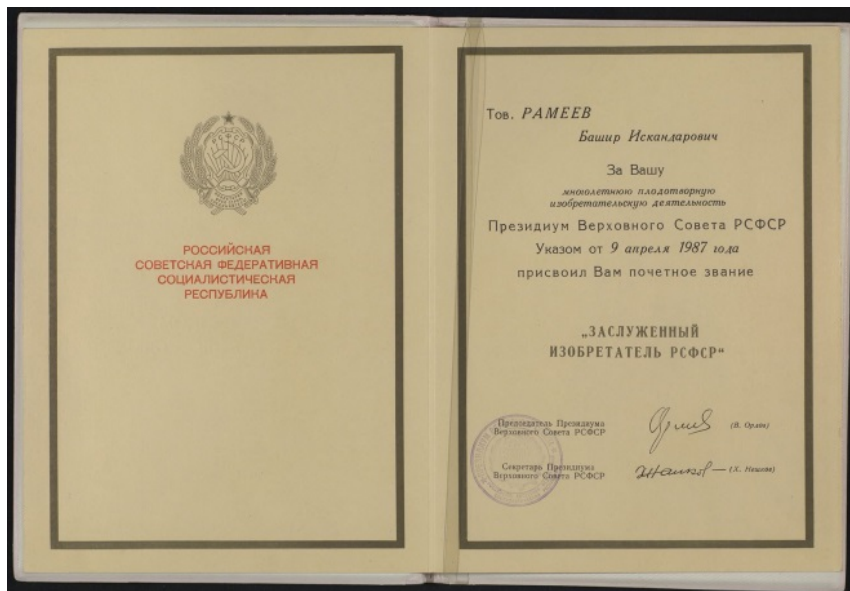 РСФСР
РОССИЙСКАЯ
СОВЕТСКАЯ ФЕДЕРАТИВНАЯ
СОЦИАЛИСТИЧЕСКАЯ
РЕСПУБЛИКА
Тов. РАМЕЕВ
Башир Искандарович
За Вашу
многолетнюю плодотворную
изобретательскую деятельность
Президиум Верховного Совета РСФСР
Указом от 9 апреля 1987 года
присвоил Вам почетное звание
„ЗАСЛУЖЕННЫЙ
ИЗОБРЕТАТЕЛЬ РСФСР“
Председатель Президиума
Верховного Совета РСФСР
(В. Орлов)
Секретарь Президиума
Верховного Совета РСФСР
(Х. Нешков)